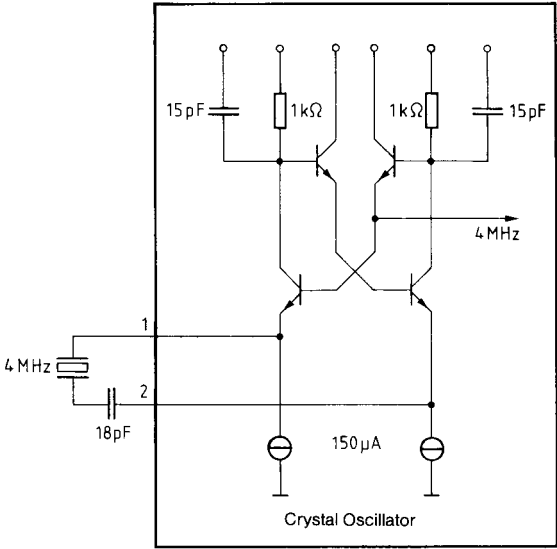 15pF
1kΩ
1kΩ
15pF
4MHz
1
4MHz
2
18pF
150µA
Crystal Oscillator